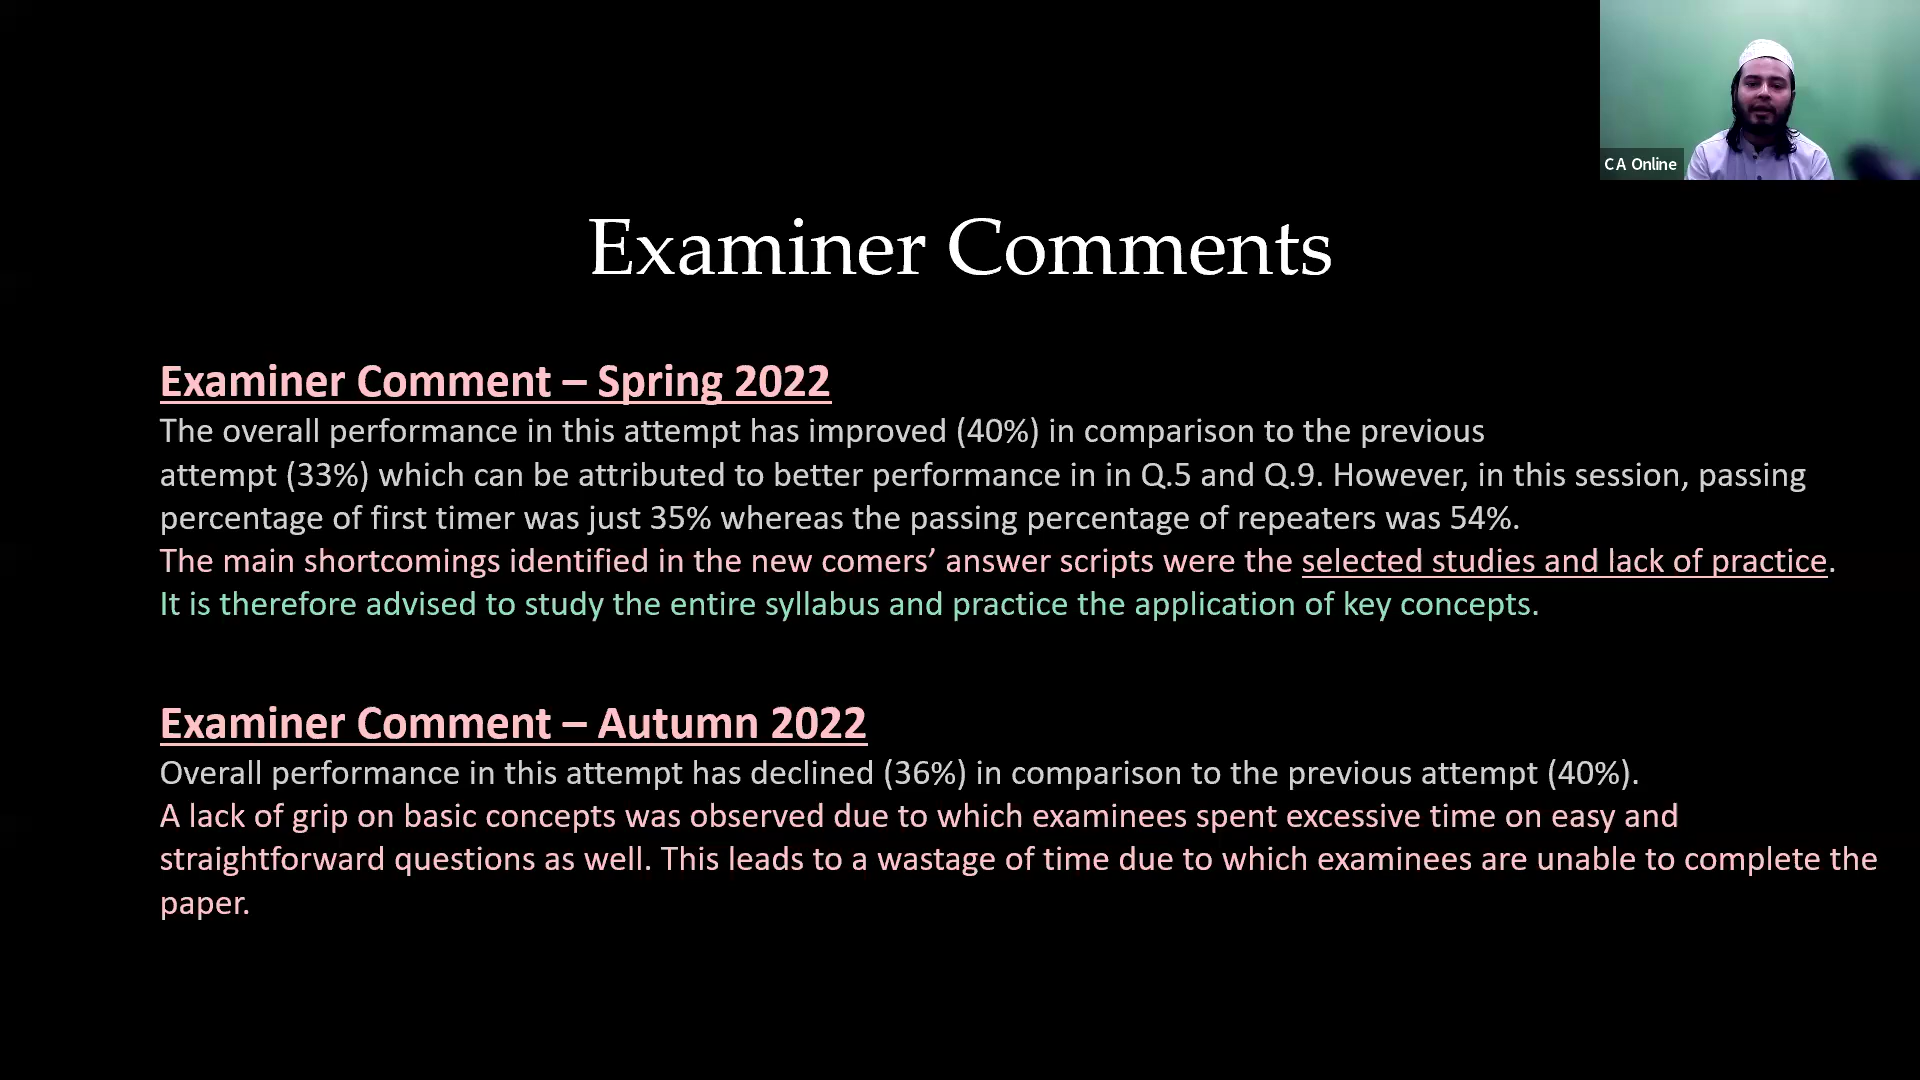 C A Online
Examiner Comments
Examiner Comment – Spring 2022
The overall performance in this attempt has improved (40%) in comparison to the previous
attempt (33%) which can be attributed to better performance in in Q.5 and Q.9. However, in this session, passing
percentage of first timer was just 35% whereas the passing percentage of repeaters was 54%.
The main shortcomings identified in the new comers’ answer scripts were the selected studies and lack of practice.
It is therefore advised to study the entire syllabus and practice the application of key concepts.
Examiner Comment – Autumn 2022
Overall performance in this attempt has declined (36%) in comparison to the previous attempt (40%).
A lack of grip on basic concepts was observed due to which examinees spent excessive time on easy and
straightforward questions as well. This leads to a wastage of time due to which examinees are unable to complete the
paper.